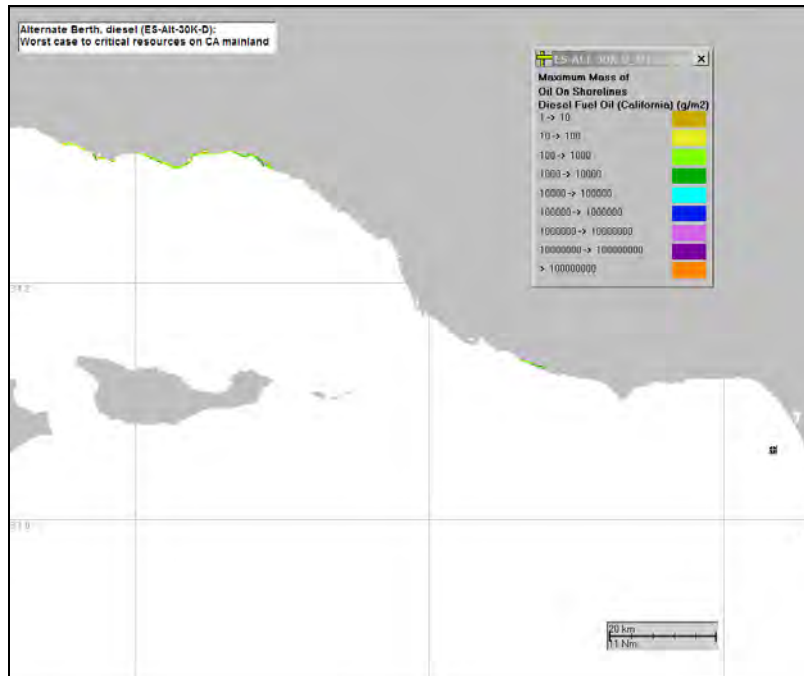 Alternate Berth, diesel (ES-Alt-30K-D):
Worst case to critical resources on CA mainland
X
Maximum Mass of
Oil On Shorelines
Diesel Fuel Oil (California) (g/m2)
1 -> 10
10 -> 100
100 -> 1000
1000 -> 10000
10000 -> 100000
100000 -> 1000000
1000000 -> 10000000
10000000 -> 100000000
> 100000000
20 km
11 Nm